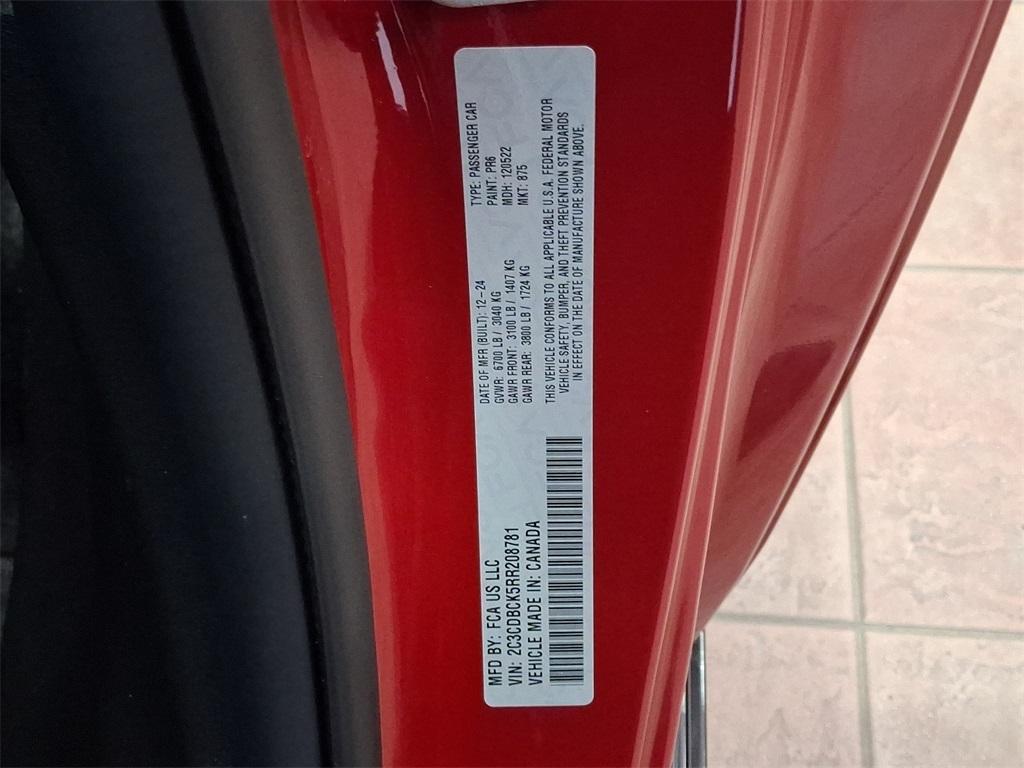 MFD BY: FCA US LLC
VIN: 2C3CDBCK5RR208781
VEHICLE MADE IN: CANADA
DATE OF MFR (BUILT): 12-24
GVWR: 6700 LB / 3040 KG
GAWR FRONT: 3100 LB / 1407 KG
GAWR REAR: 3800 LB / 1724 KG
TYPE: PASSENGER CAR
PAINT: PR6
MDH: 120522
MKT: 875
THIS VEHICLE CONFORMS TO ALL APPLICABLE U.S.A. FEDERAL MOTOR
VEHICLE SAFETY, BUMPER, AND THEFT PREVENTION STANDARDS
IN EFFECT ON THE DATE OF MANUFACTURE SHOWN ABOVE.